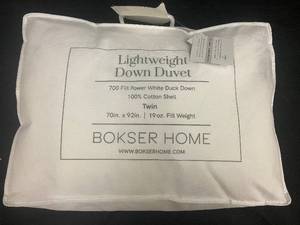 Lightweight
Down Duvet
700 Fill Power White Duck Down
100% Cotton Shell
Twin
70in. x 92in. | 19 oz. Fill Weight
BOKSER HOME
WWW.BOKSERHOME.COM